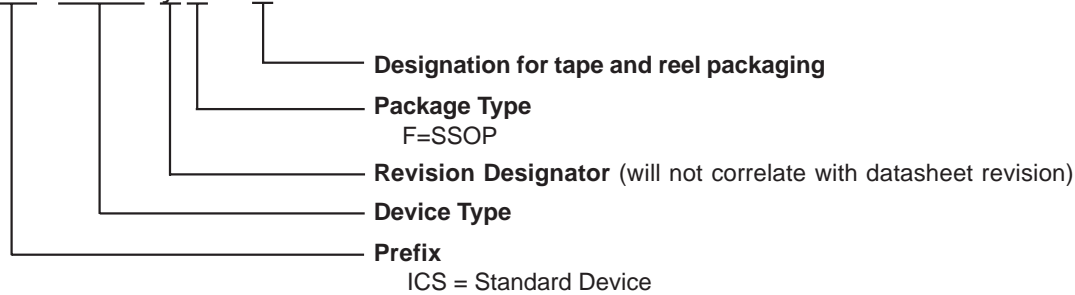 Designation for tape and reel packaging
Package Type
F=SSOP
Revision Designator (will not correlate with datasheet revision)
Device Type
Prefix
ICS = Standard Device